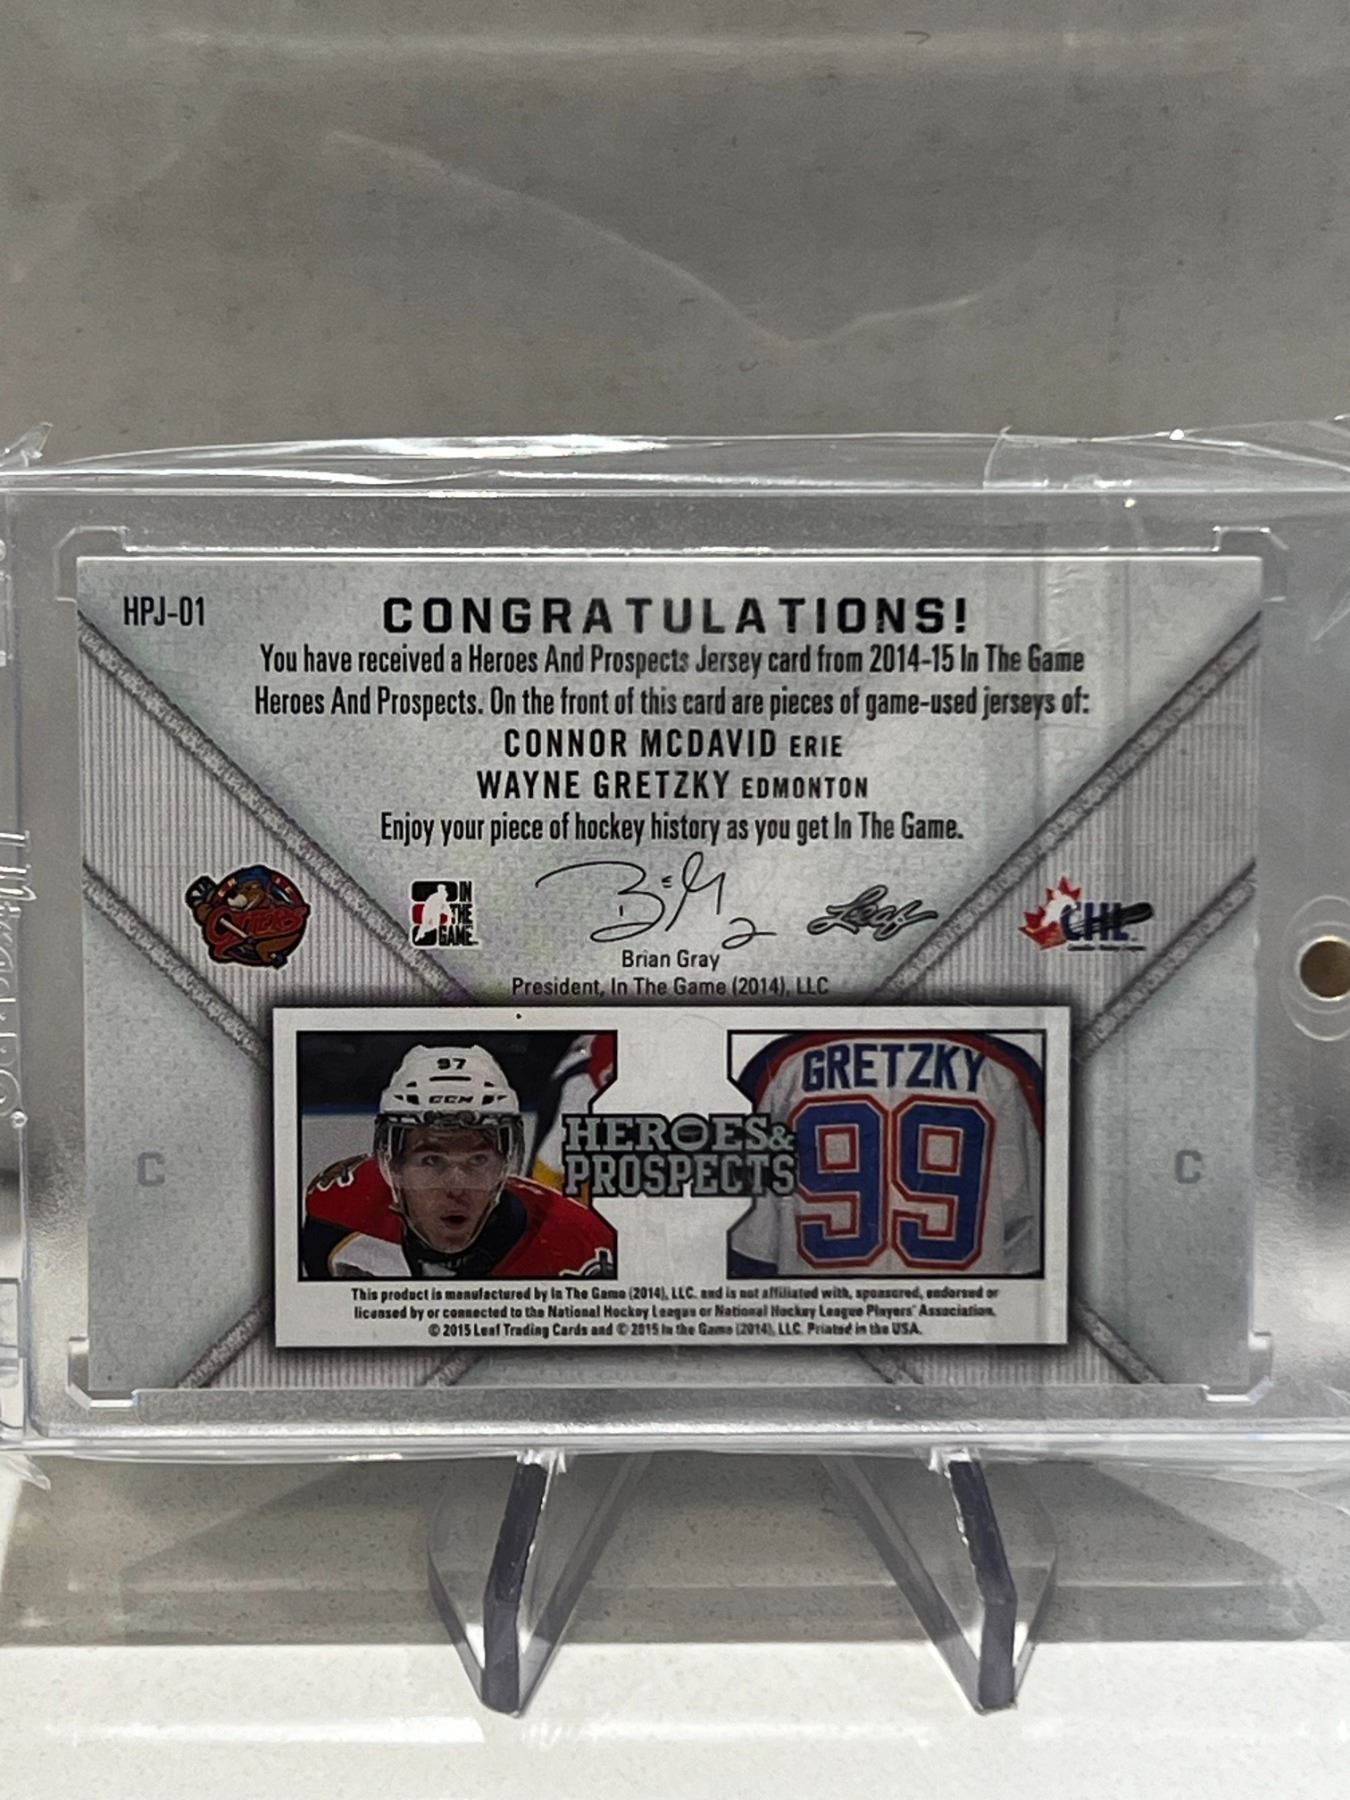 HPJ-01
CONGRATULATIONS!
You have received a Heroes And Prospects Jersey card from 2014-15 In The Game
Heroes And Prospects. On the front of this card are pieces of game-used jerseys of:
CONNOR MCDAVID ERIE
WAYNE GRETZKY EDMONTON
Enjoy your piece of hockey history as you get In The Game.
ERIE
Otters
IN
THE
GAME
Leaf
CHL
Brian Gray
President, In The Game (2014), LLC
97
CCM
GRETZKY
99
HEROES&
PROSPECTS
C
C
This product is manufactured by In The Game (2014), LLC. and is not affiliated with, sponsored, endorsed or
licensed by or connected to the National Hockey League or National Hockey League Players' Association.
© 2015 Leaf Trading Cards and © 2015 In the Game (2014), LLC. Printed in the USA.